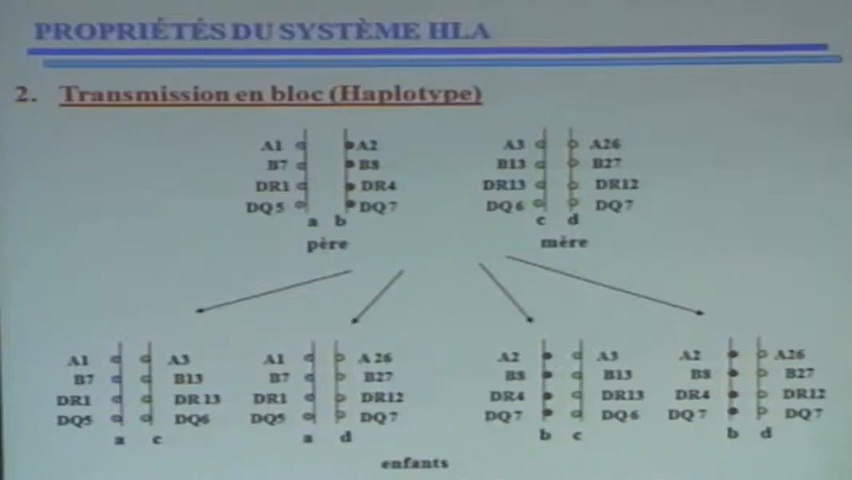 PROPRIÉTÉS DU SYSTÈME HLA
2. Transmission en bloc (Haplotype)
A1 A2 A3 A26
B7 B8 B13 B27
DR1 DR4 DR13 DR12
DQ5 DQ7 DQ6 DQ7
a b c d
père mère
A1 A3 A1 A26 A2 A3 A2 A26
B7 B13 B7 B27 B8 B13 B8 B27
DR1 DR13 DR1 DR12 DR4 DR13 DR4 DR12
DQ5 DQ6 DQ5 DQ7 DQ7 DQ6 DQ7 DQ7
a c a d b c b d
enfants